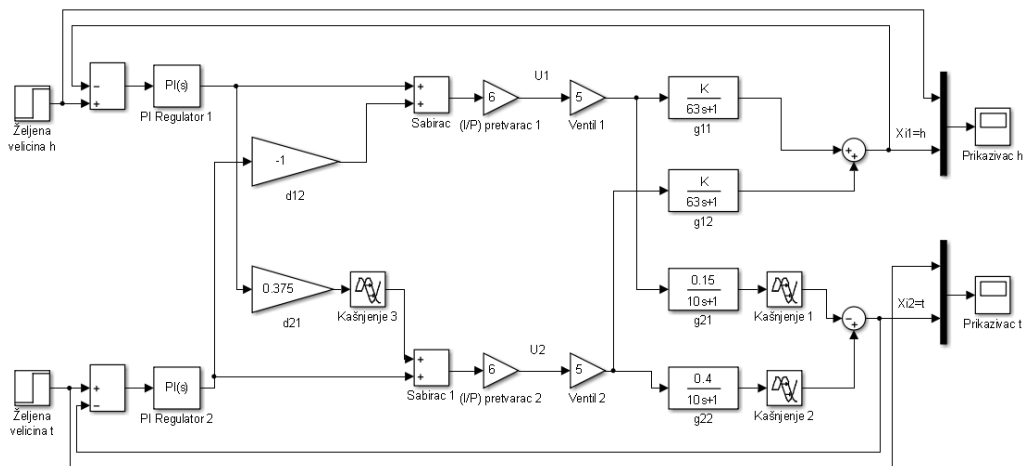 Željena
velicina h
PI(s)
PI Regulator 1
-1
d12
Sabirac
6
(I/P) pretvarac 1
U1
5
Ventil 1
K
63s+1
g11
K
63s+1
g12
Xi1=h
Prikazivac h
0.375
d21
Kašnjenje 3
0.15
10s+1
g21
Kašnjenje 1
Xi2=t
Prikazivac t
Željena
velicina t
PI(s)
PI Regulator 2
Sabirac 1
6
(I/P) pretvarac 2
U2
5
Ventil 2
0.4
10s+1
g22
Kašnjenje 2